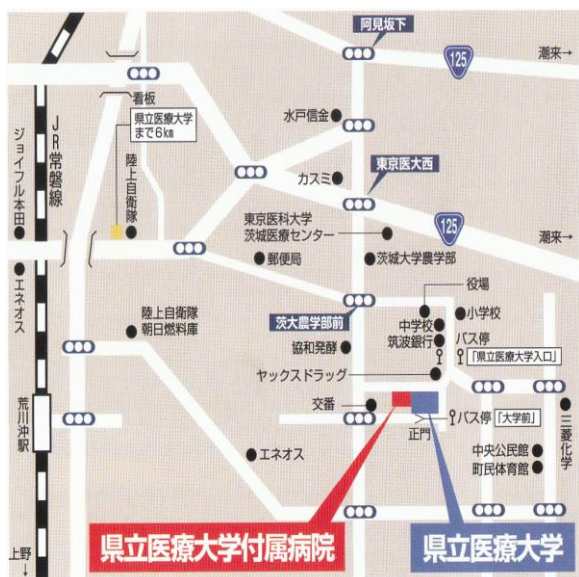 阿見坂下
125
潮来→
看板
県立医療大学
まで6km
水戸信金
JR常磐線
ジョイフル本田
陸上自衛隊
カスミ
東京医大西
東京医科大学
茨城医療センター
125
潮来→
郵便局
茨城大学農学部
エネオス
役場
陸上自衛隊
朝日燃料庫
茨大農学部前
小学校
中学校
筑波銀行
バス停
「県立医療大学入口」
協和発酵
ヤックスドラッグ
荒川沖駅
交番
バス停
「大学前」
正門
三菱化学
エネオス
中央公民館
町民体育館
県立医療大学付属病院
県立医療大学
上野
↓